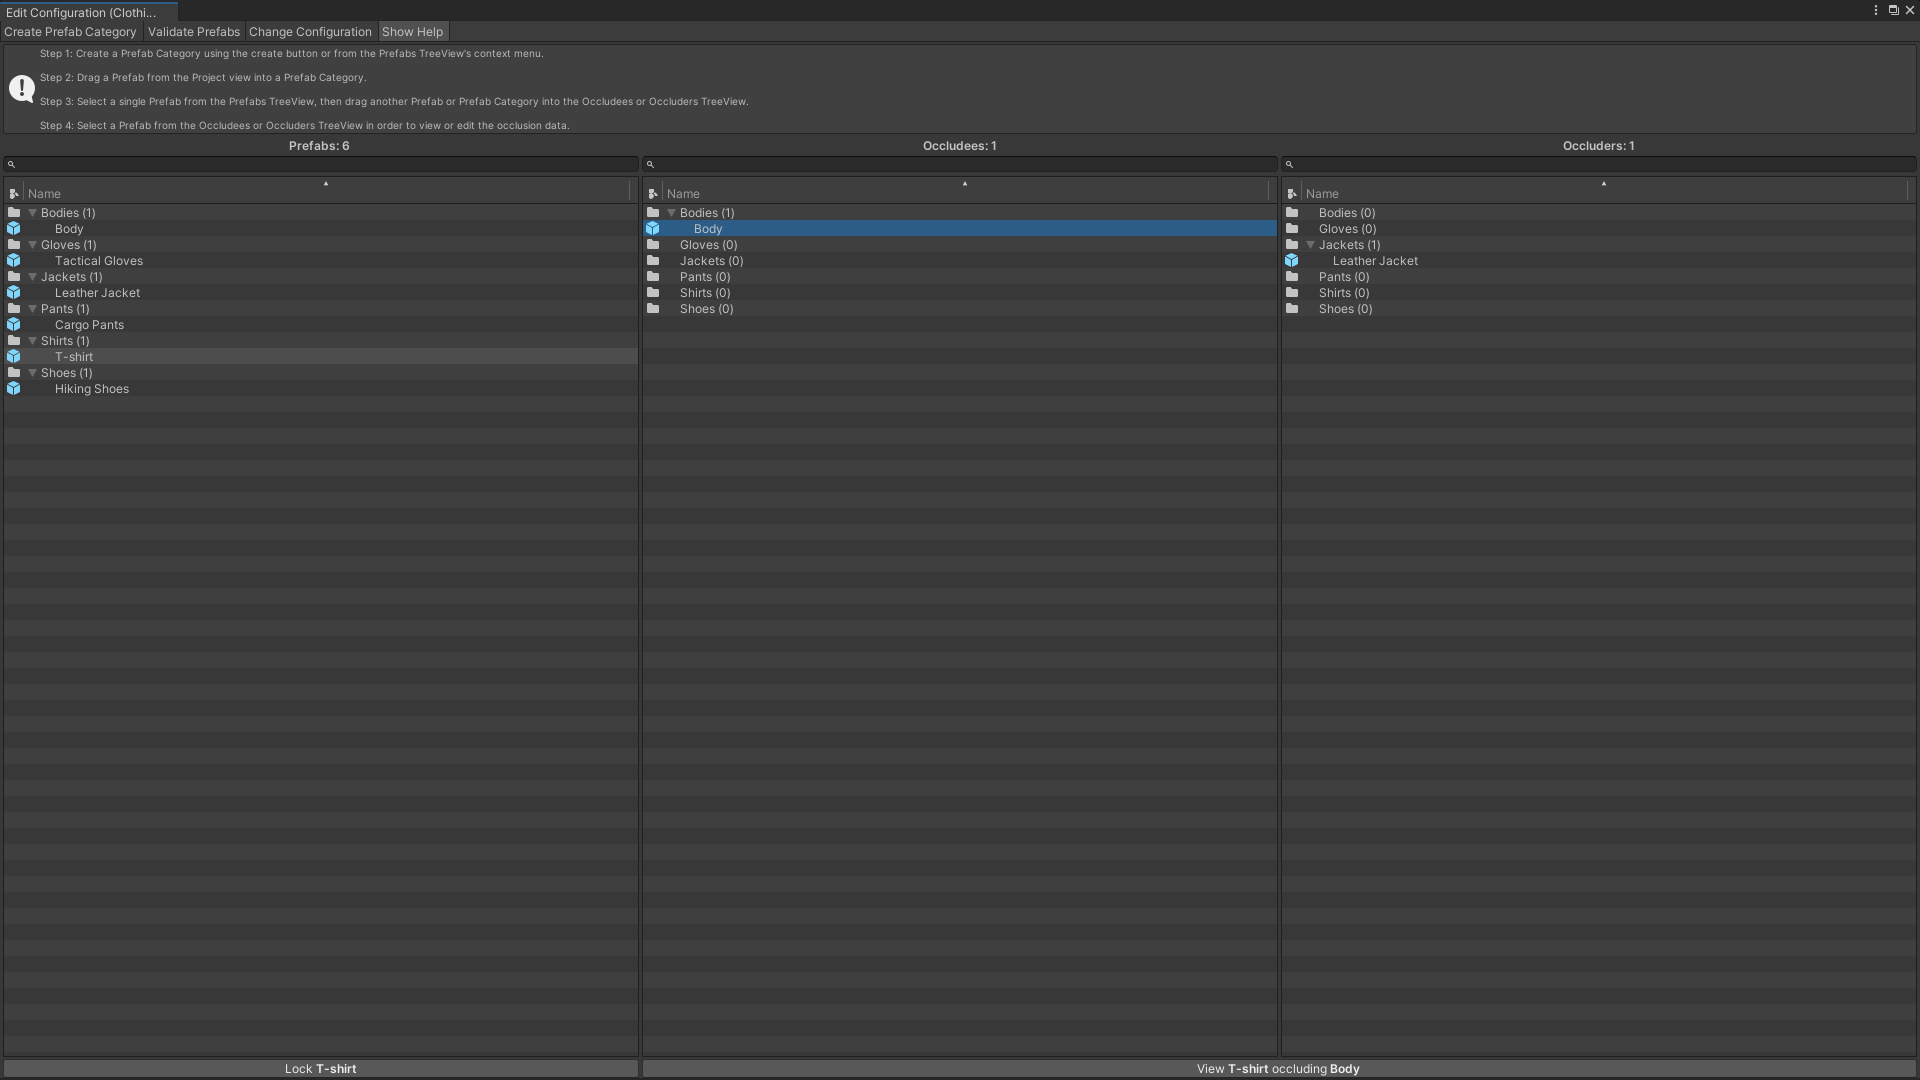 Edit Configuration (Clothi...
Create Prefab Category
Validate Prefabs
Change Configuration
Show Help
Step 1: Create a Prefab Category using the create button or from the Prefabs TreeView's context menu.
Step 2: Drag a Prefab from the Project view into a Prefab Category.
Step 3: Select a single Prefab from the Prefabs TreeView, then drag another Prefab or Prefab Category into the Occludees or Occluders TreeView.
Step 4: Select a Prefab from the Occludees or Occluders TreeView in order to view or edit the occlusion data.
Prefabs: 6
Name
Bodies (1)
Body
Gloves (1)
Tactical Gloves
Jackets (1)
Leather Jacket
Pants (1)
Cargo Pants
Shirts (1)
T-shirt
Shoes (1)
Hiking Shoes
Lock T-shirt
Occludees: 1
Name
Bodies (1)
Body
Gloves (0)
Jackets (0)
Pants (0)
Shirts (0)
Shoes (0)
Occluders: 1
Name
Bodies (0)
Gloves (0)
Jackets (1)
Leather Jacket
Pants (0)
Shirts (0)
Shoes (0)
View T-shirt occluding Body